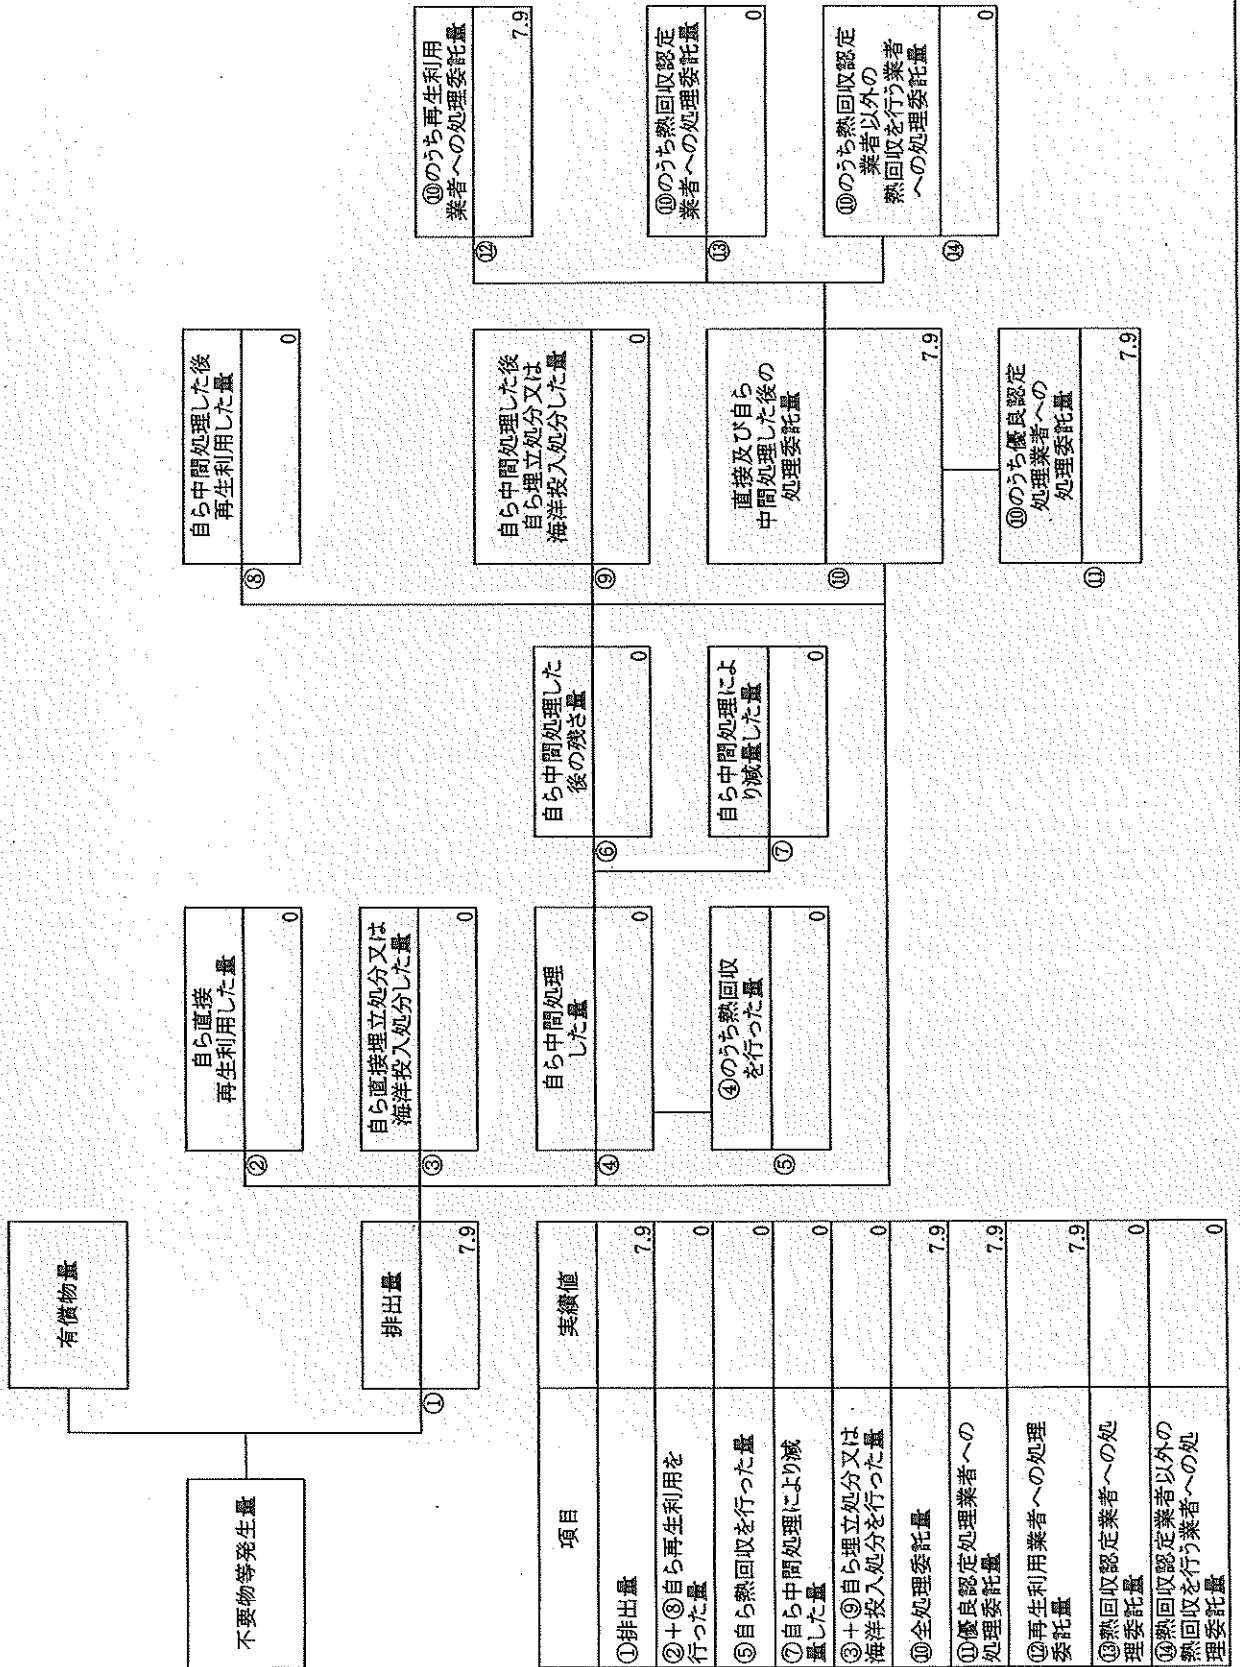 不要物等発生量
有償物量
排出量
①
7.9
自ら直接
再生利用した量
②
0
自ら直接埋立処分又は
海洋投入処分した量
③
0
自ら中間処理
した量
④
0
④のうち熱回収
を行った量
⑤
0
自ら中間処理した
後の残さ量
⑥
0
自ら中間処理によ
り減量した量
⑦
0
自ら中間処理した後
再生利用した量
⑧
0
自ら中間処理した後
自ら埋立処分又は
海洋投入処分した量
⑨
0
直接及び自ら
中間処理した後の
処理委託量
⑩
7.9
⑩のうち優良認定
処理業者への
処理委託量
⑪
7.9
⑩のうち再生利用
業者への処理委託量
⑫
7.9
⑩のうち熱回収認定
業者への処理委託量
⑬
0
⑩のうち熱回収認定
業者以外の
熱回収を行う業者
への処理委託量
⑭
0
項目 実績値
①排出量 7.9
②+⑧自ら再生利用を
行った量 0
⑤自ら熱回収を行った量 0
⑦自ら中間処理により減
量した量 0
③+⑨自ら埋立処分又は
海洋投入処分を行った量 0
⑩全処理委託量 7.9
⑪優良認定処理業者への
処理委託量 7.9
⑫再生利用業者への処理
委託量 7.9
⑬熱回収認定業者への処
理委託量 0
⑭熱回収認定業者以外の
熱回収を行う業者への処
理委託量 0